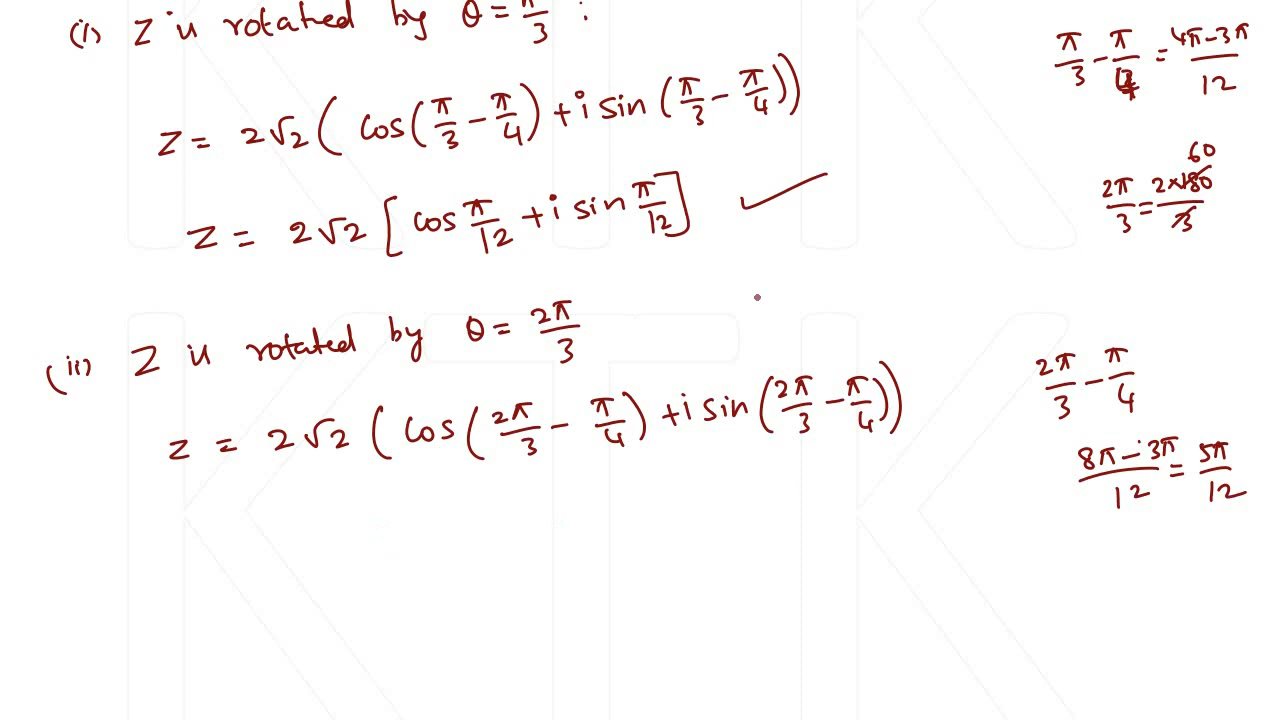 (i) Z is rotated by θ = π/3 :
Z = 2√2 ( cos(π/3 − π/4) + i sin (π/3 − π/4))
Z = 2√2 [ cos π/12 + i sin π/12 ] ✓
(ii) Z is rotated by θ = 2π/3
z = 2√2 ( cos (2π/3 − π/4) + i sin (2π/3 − π/4))
π/3 − π/4 = 4π−3π/12
60
2π/3 = 2×180/3
2π/3 − π/4
8π−3π/12 = 5π/12